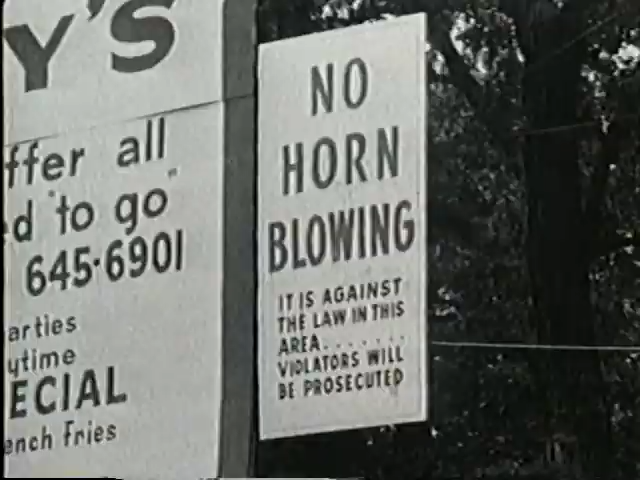 Y'S
ffer all
d "to go"
645-6901
arties
ytime
ECIAL
ench Fries
NO
HORN
BLOWING
IT IS AGAINST
THE LAW IN THIS
AREA.......
VIOLATORS WILL
BE PROSECUTED